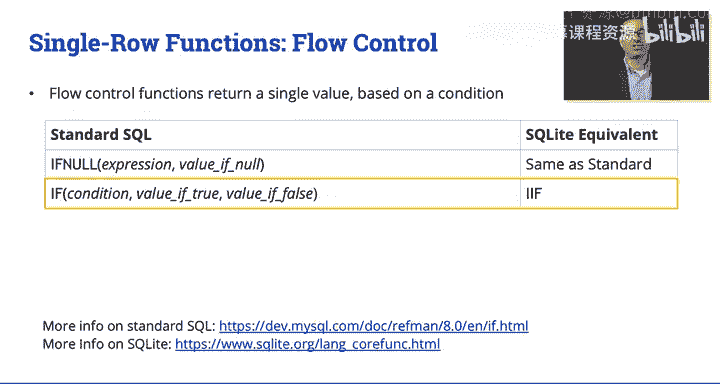 Single-Row Functions: Flow Control
课程资源 bilibili
• Flow control functions return a single value, based on a condition
Standard SQL SQLite Equivalent
IFNULL(expression, value_if_null) Same as Standard
IF(condition, value_if_true, value_if_false) IIF
More info on standard SQL: https://dev.mysql.com/doc/refman/8.0/en/if.html
More Info on SQLite: https://www.sqlite.org/lang_corefunc.html